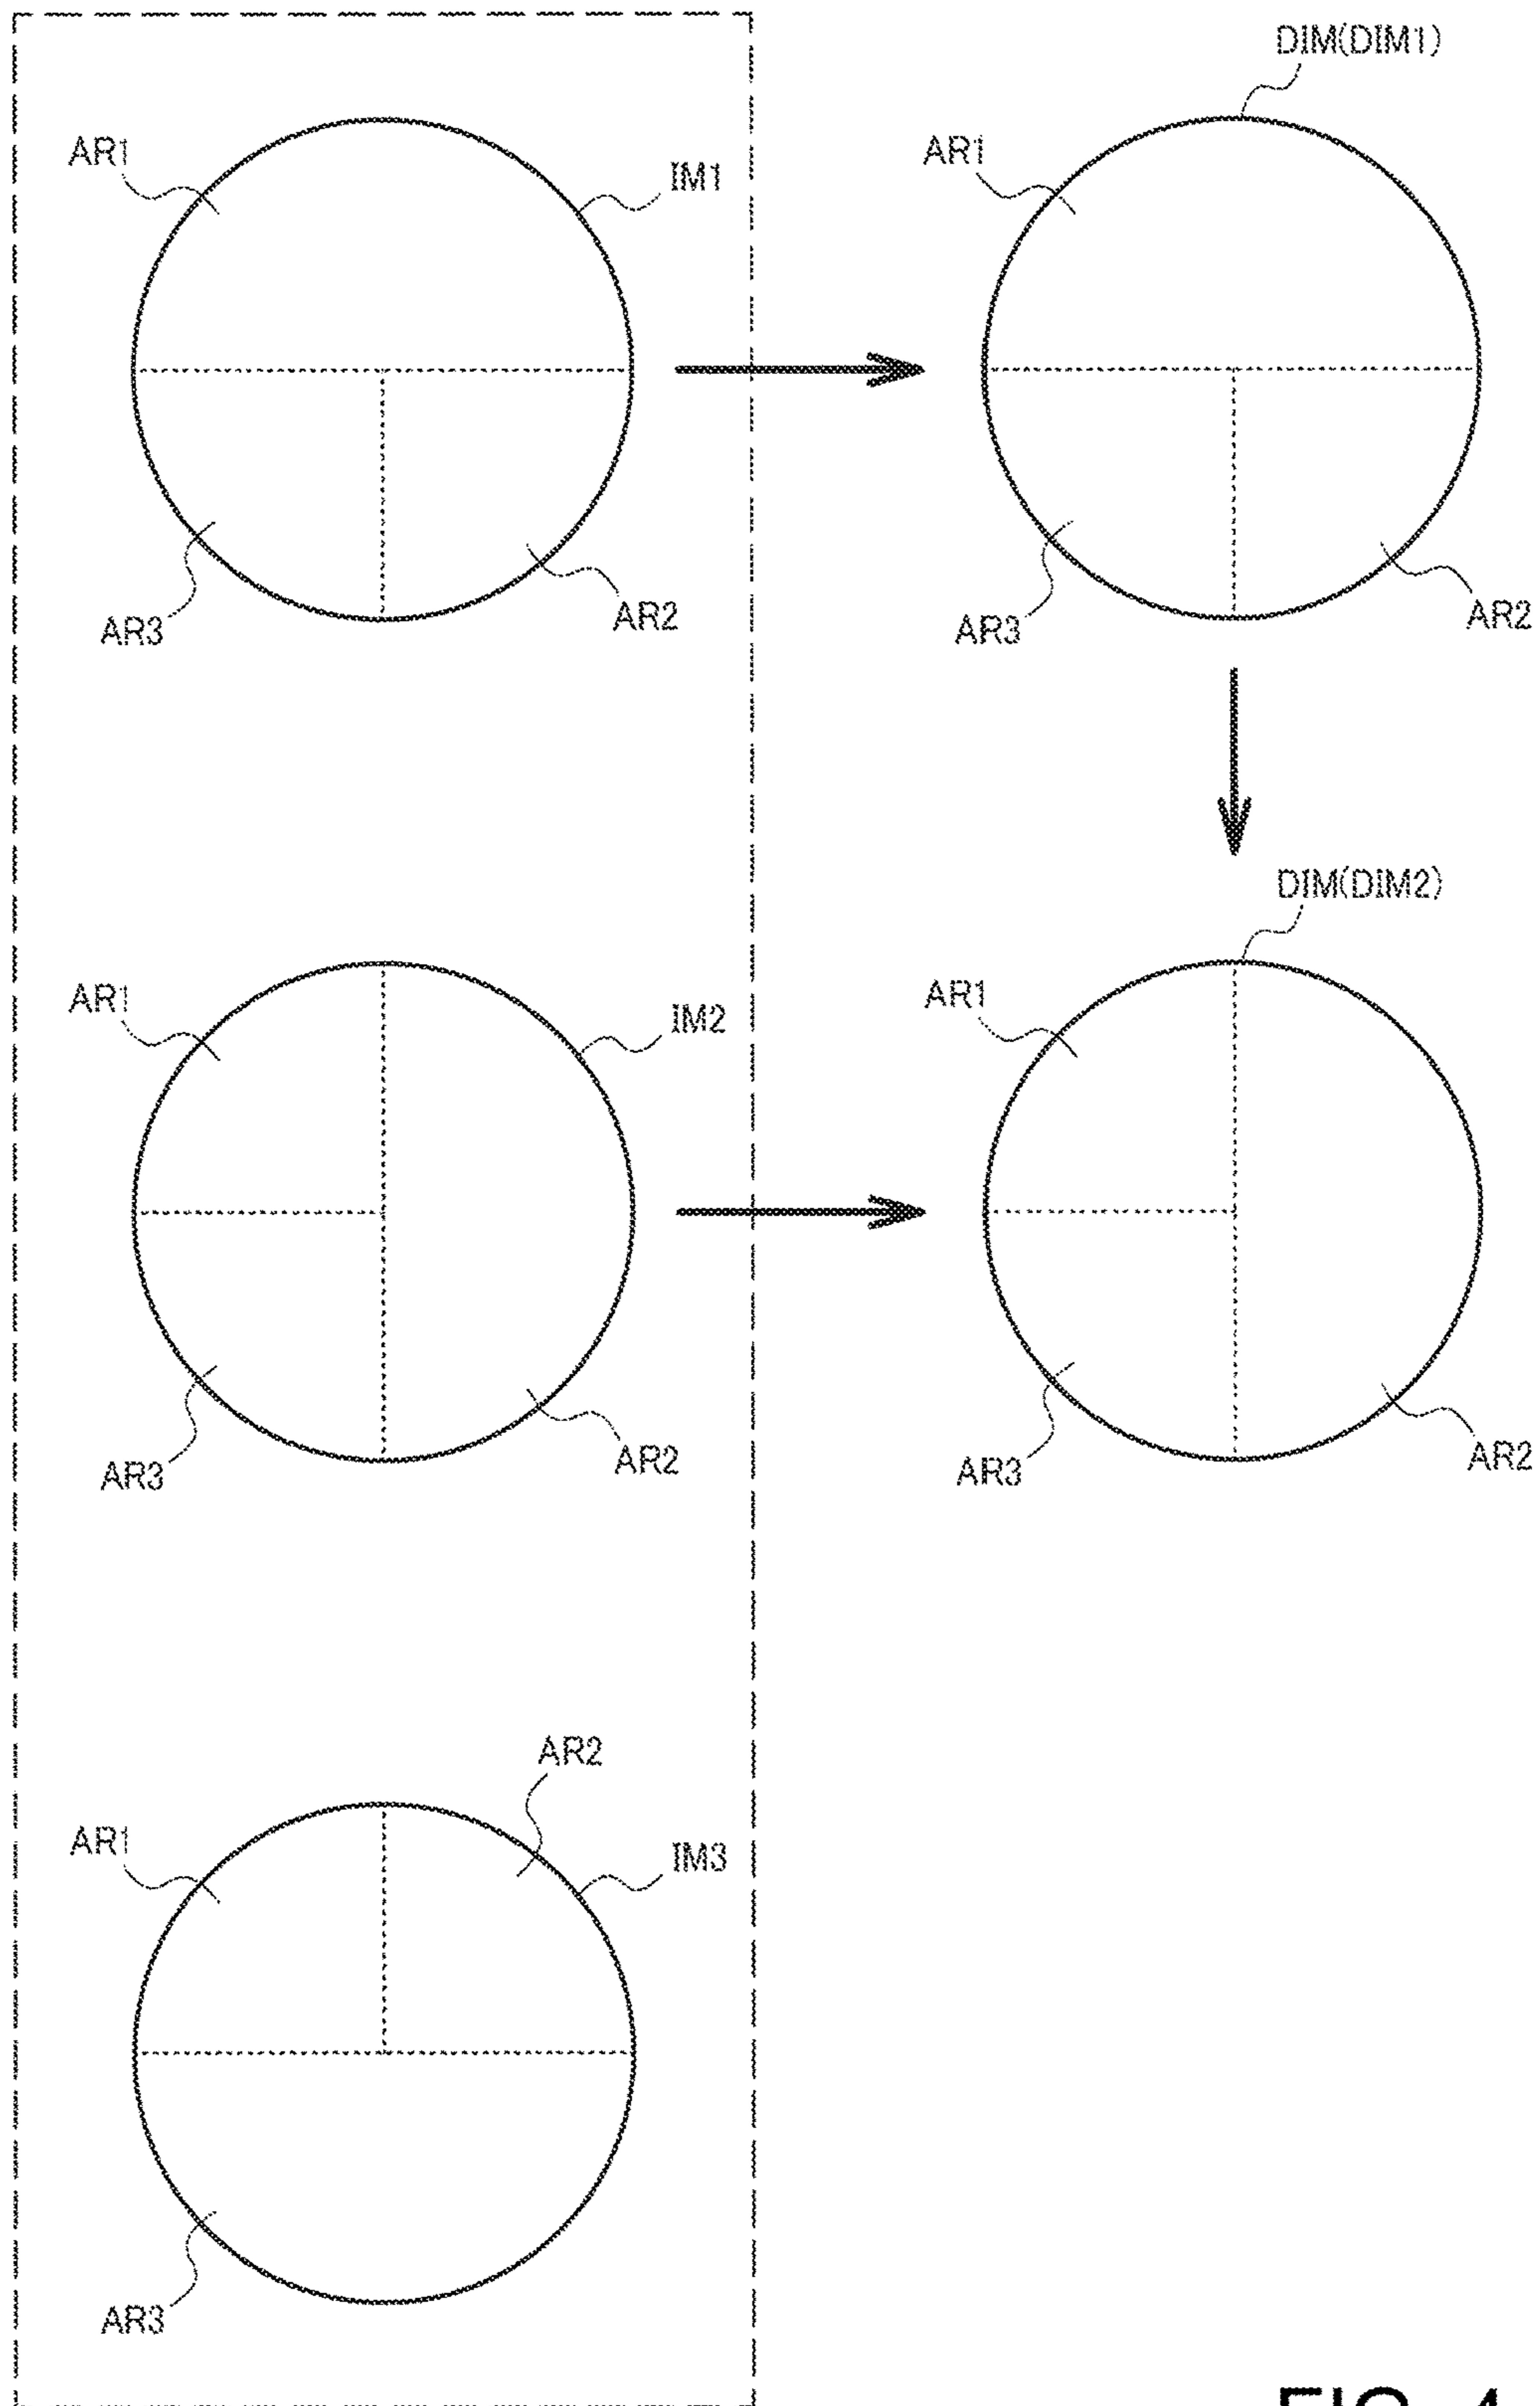 DIM(DIM1)
AR1
IM1
AR1
AR3
AR2
AR3
AR2
DIM(DIM2)
AR1
IM2
AR1
AR3
AR2
AR3
AR2
AR2
AR1
IM3
AR3
FIG. 4